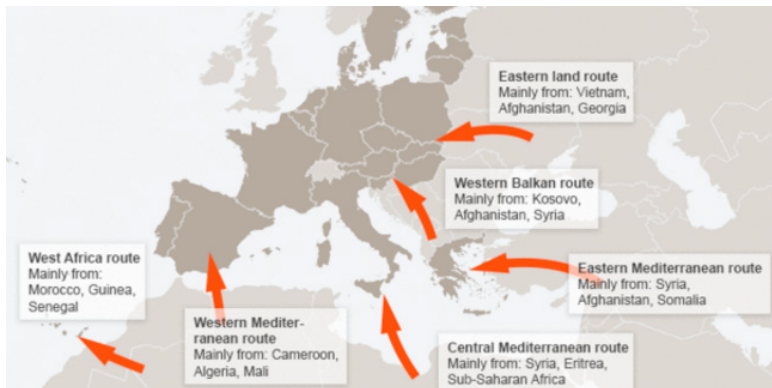 Eastern land route
Mainly from: Vietnam,
Afghanistan, Georgia
Western Balkan route
Mainly from: Kosovo,
Afghanistan, Syria
West Africa route
Mainly from:
Morocco, Guinea,
Senegal
Eastern Mediterranean route
Mainly from: Syria,
Afghanistan, Somalia
Western Mediter-
ranean route
Mainly from: Cameroon,
Algeria, Mali
Central Mediterranean route
Mainly from: Syria, Eritrea,
Sub-Saharan Africa